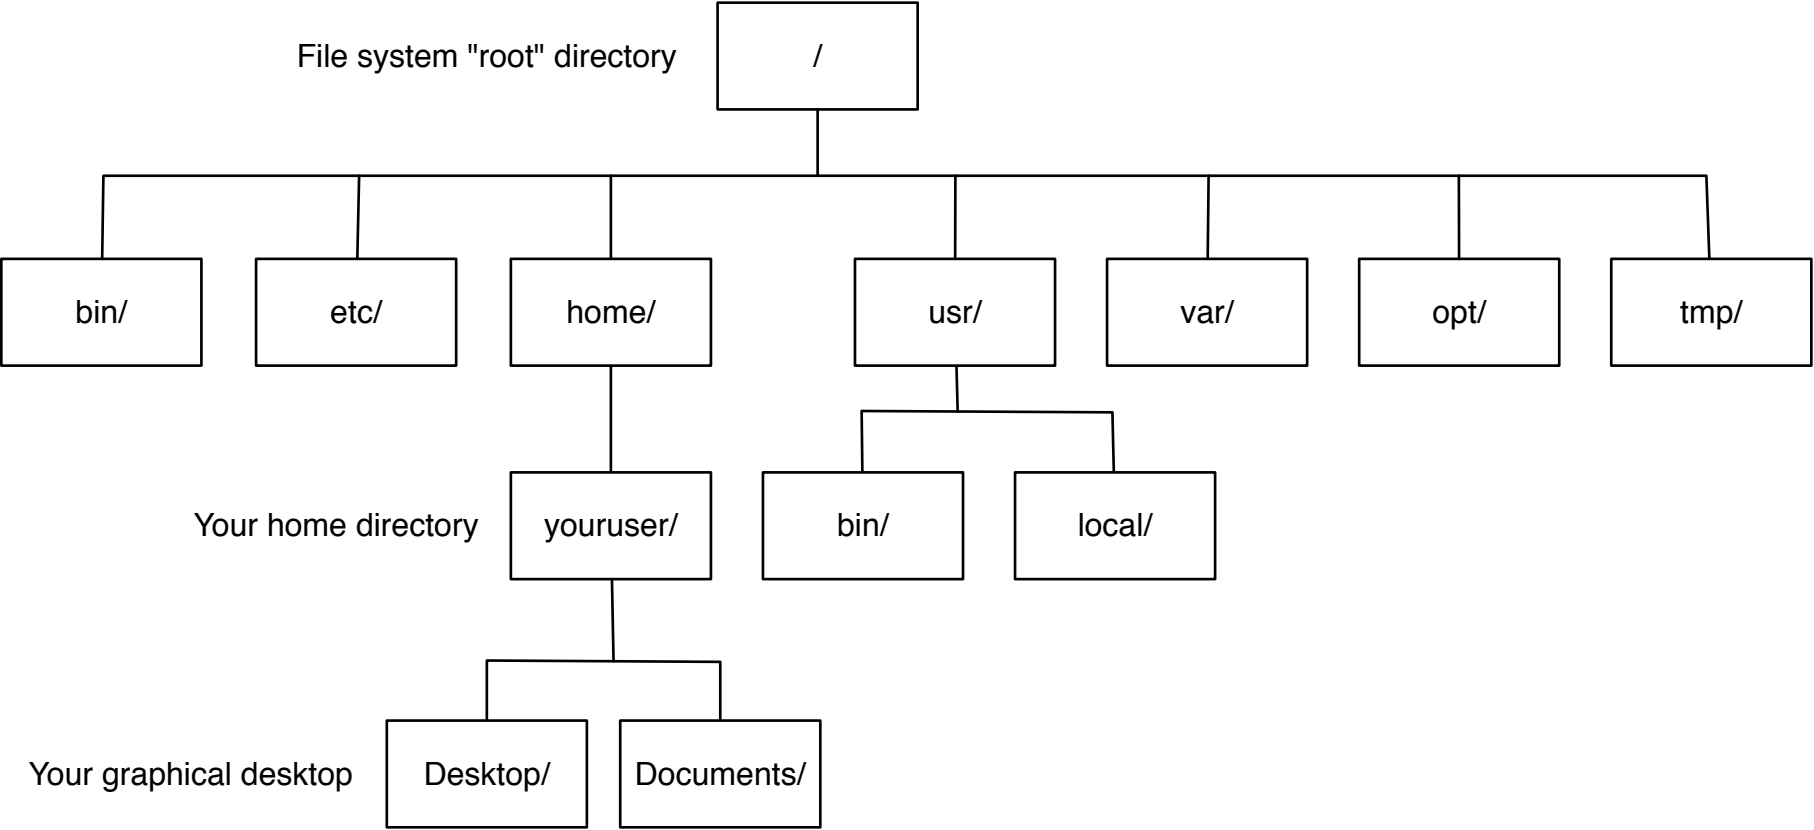 File system "root" directory
/
bin/
etc/
home/
usr/
var/
opt/
tmp/
Your home directory
youruser/
bin/
local/
Your graphical desktop
Desktop/
Documents/